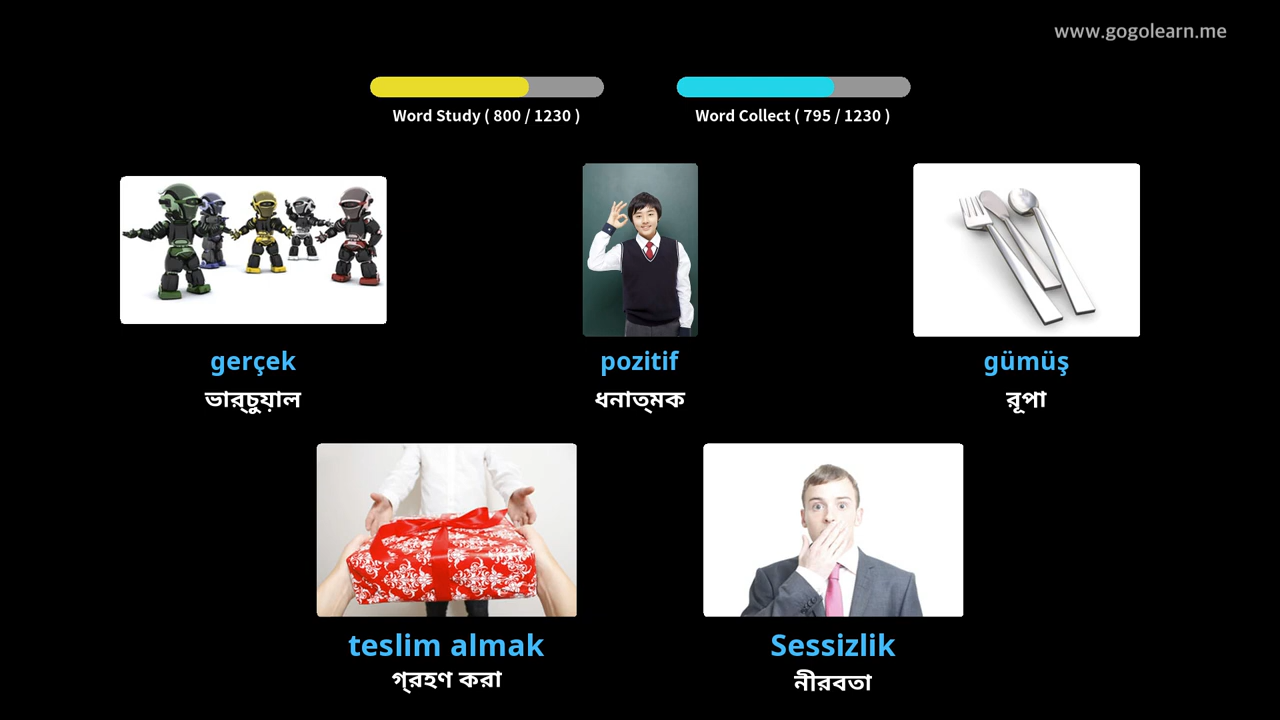 www.gogolearn.me
Word Study ( 800 / 1230 )
Word Collect ( 795 / 1230 )
gerçek
ভার্চুয়াল
pozitif
ধনাত্মক
gümüş
রূপা
teslim almak
গ্রহণ করা
Sessizlik
নীরবতা